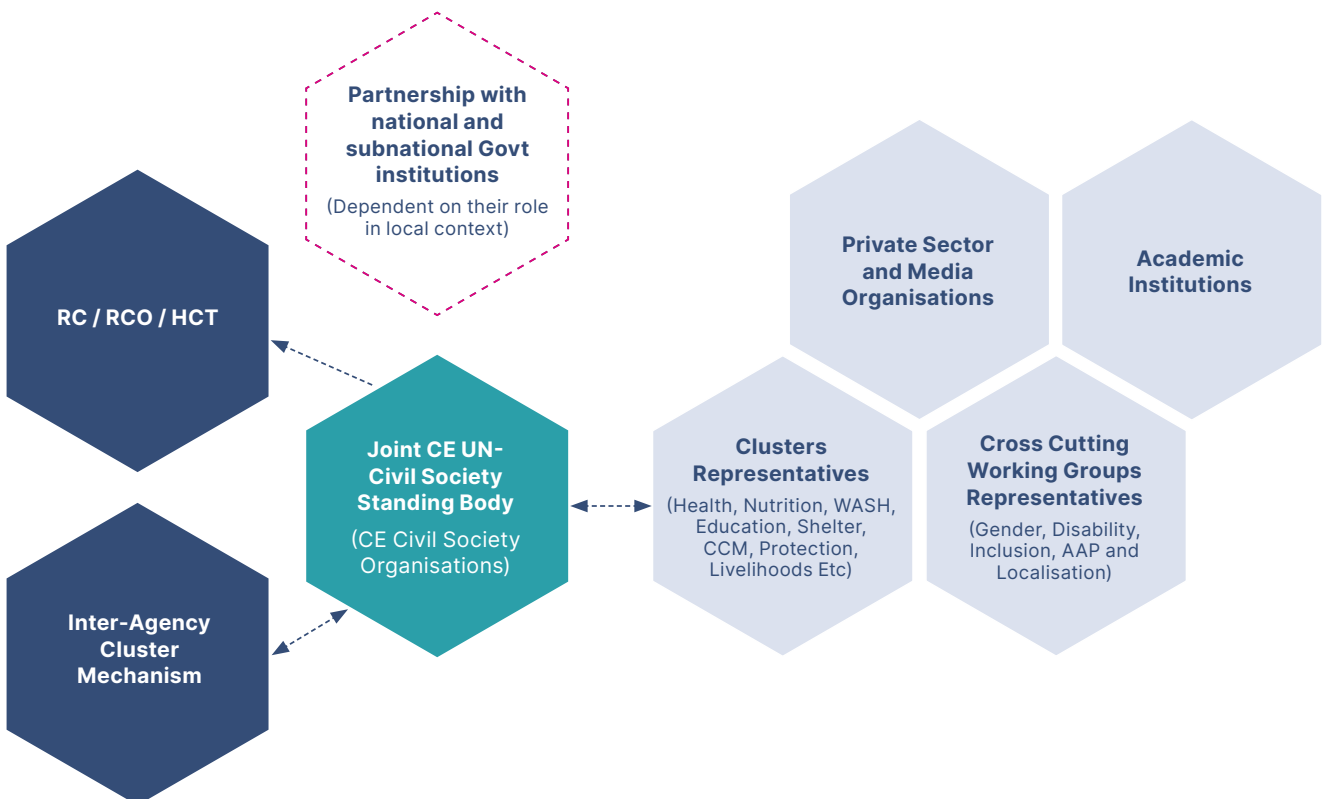 Partnership with
national and
subnational Govt
institutions
(Dependent on their role
in local context)
RC / RCO / HCT
Private Sector
and Media
Organisations
Academic
Institutions
Joint CE UN-
Civil Society
Standing Body
(CE Civil Society
Organisations)
Clusters
Representatives
(Health, Nutrition, WASH,
Education, Shelter,
CCM, Protection,
Livelihoods Etc)
Cross Cutting
Working Groups
Representatives
(Gender, Disability,
Inclusion, AAP and
Localisation)
Inter-Agency
Cluster
Mechanism